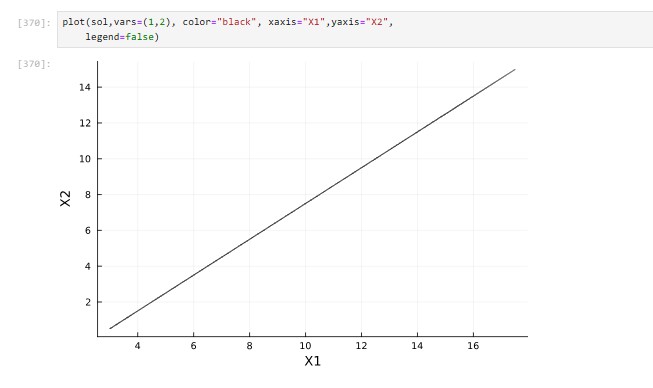 [370]: plot(sol,vars=(1,2), color="black", xaxis="X1",yaxis="X2",
legend=false)
[370]:
14
12
10
8
6
4
2
X2
4 6 8 10 12 14 16
X1